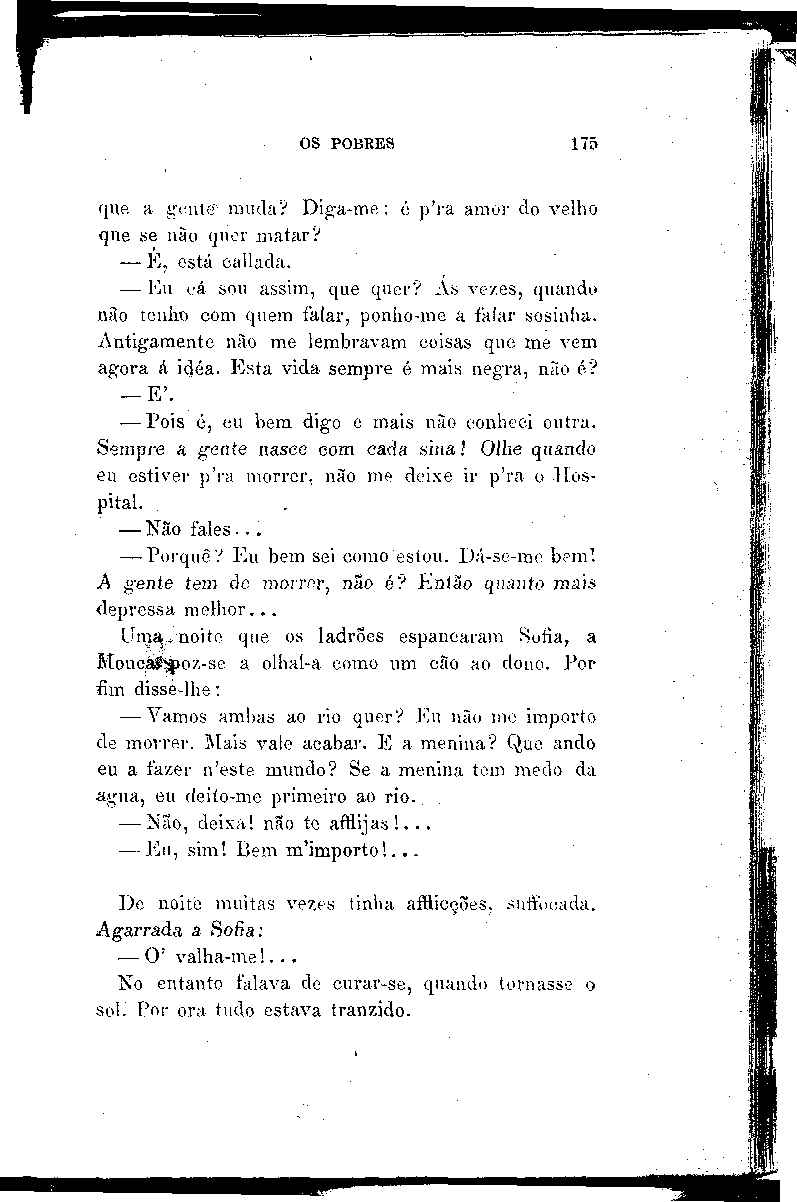 OS POBRES 175
que a gente muda? Diga-me: é p'ra amor do velho
que se não quer matar?
— É, está callada.
— Eu cá sou assim, que quer? Ás vezes, quando
não tenho com quem falar, ponho-me a falar sosinha.
Antigamente não me lembravam coisas que me vem
agora á idéa. Esta vida sempre é mais negra, não é?
— E'.
— Pois é, eu bem digo e mais não conheci outra.
Sempre a gente nasce com cada sina! Olhe quando
eu estiver p'ra morrer, não me deixe ir p'ra o Hos-
pital.
— Não fales...
— Porquê? Eu bem sei como estou. Dá-se-me bem!
A gente tem de morrer, não é? Então quanto mais
depressa melhor...
Uma noite que os ladrões espancaram Sofia, a
Mouca poz-se a olhal-a como um cão ao dono. Por
fim disse-lhe:
— Vamos ambas ao rio quer? Eu não me importo
de morrer. Mais vale acabar. E a menina? Que ando
eu a fazer n'este mundo? Se a menina tem medo da
agua, eu deito-me primeiro ao rio.
— Não, deixa! não te afflijas!...
— Eu, sim! Bem m'importo!...
De noite muitas vezes tinha afflicções, suffocada.
Agarrada a Sofia:
— O' valha-me!...
No entanto falava de curar-se, quando tornasse o
sol. Por ora tudo estava tranzido.